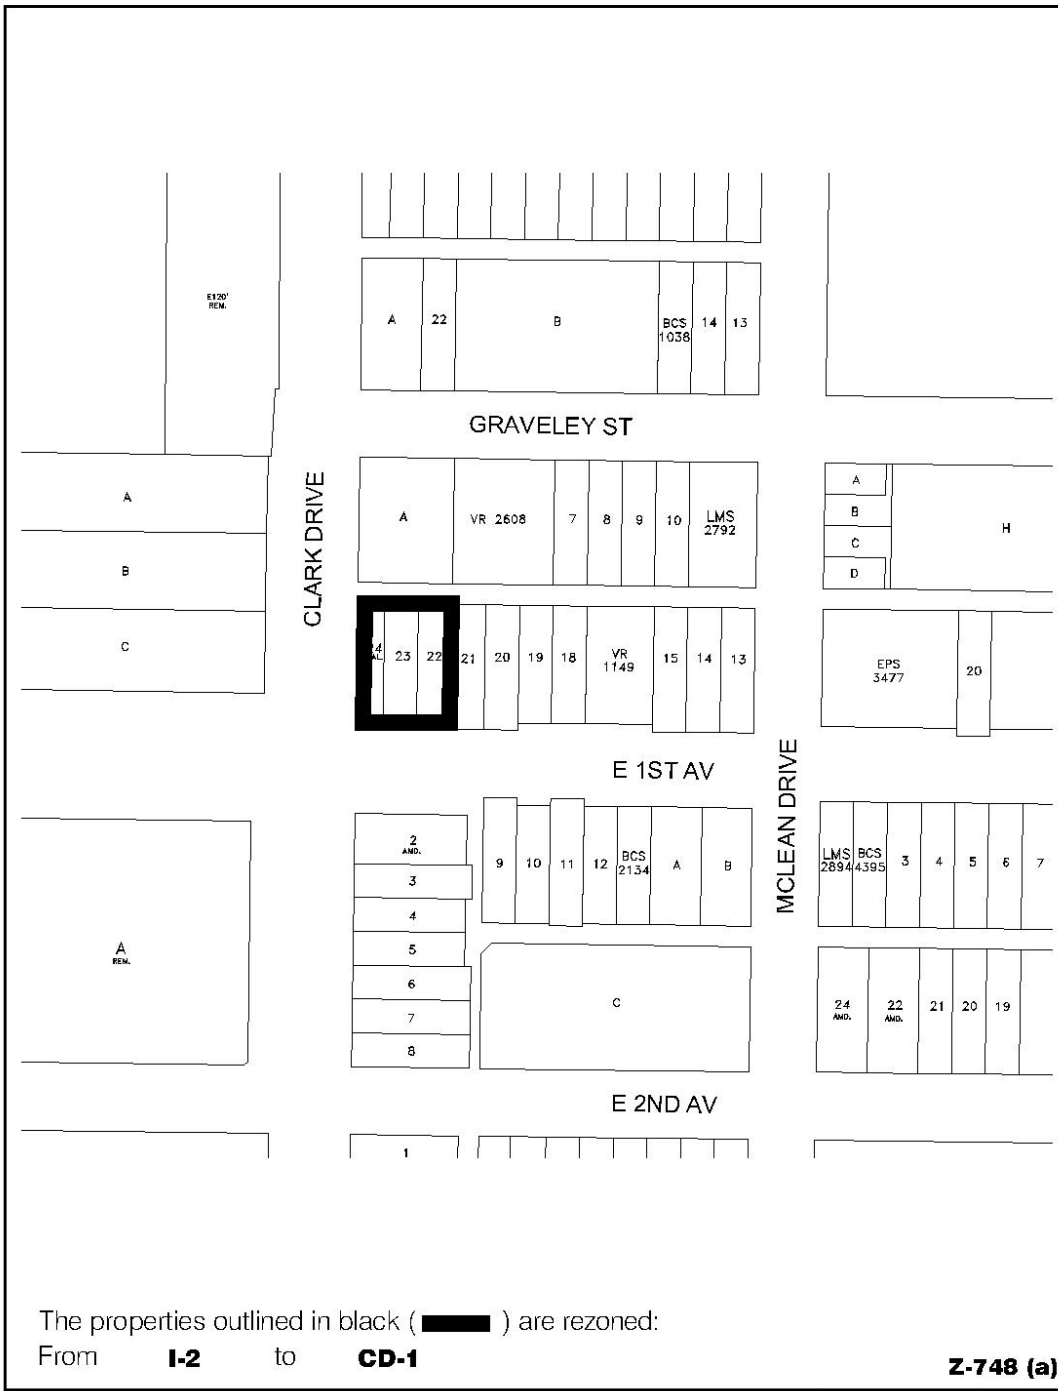 E120'
REM.
A
22
B
BCS
1038
14
13
GRAVELEY ST
CLARK DRIVE
A
B
C
A
VR 2608
7
8
9
10
LMS
2792
A
B
C
D
H
23
22
21
20
19
18
VR
1149
15
14
13
EPS
3477
20
E 1ST AV
MCLEAN DRIVE
2
AMD.
3
4
5
6
7
8
9
10
11
12
BCS
2134
A
B
LMS
2894
BCS
4395
3
4
5
6
7
A
REM.
C
24
AMD.
22
AMD.
21
20
19
E 2ND AV
1
The properties outlined in black ( ) are rezoned:
From I-2 to CD-1
Z-748 (a)